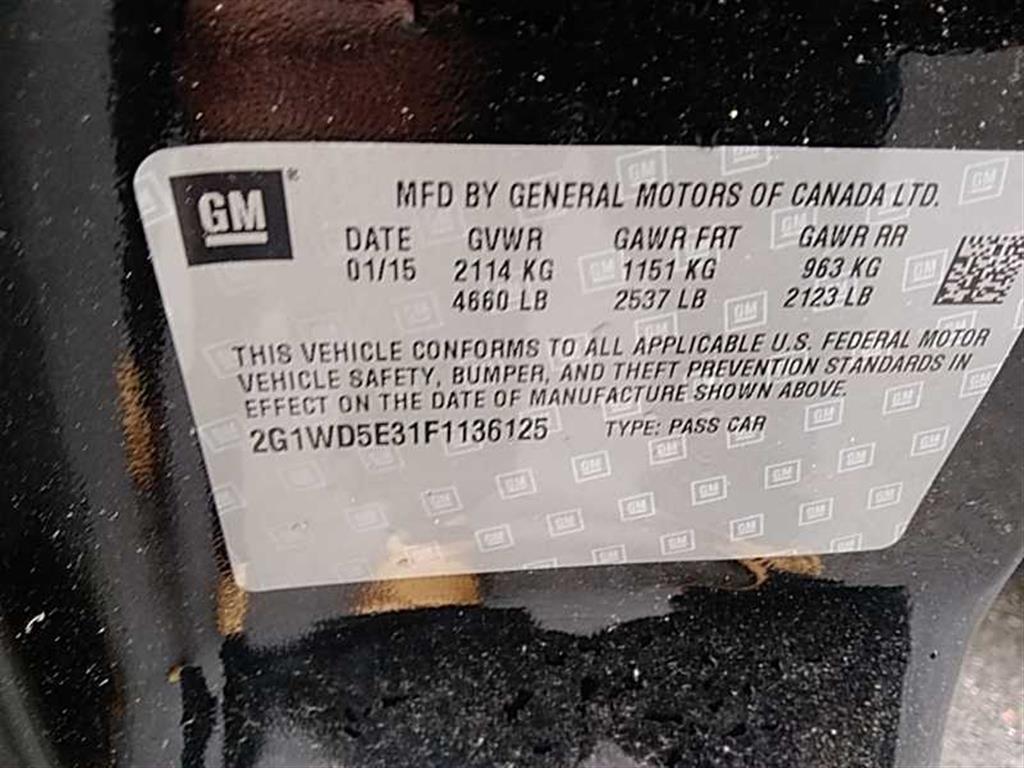 GM®
MFD BY GENERAL MOTORS OF CANADA LTD.
DATE GVWR GAWR FRT GAWR RR
01/15 2114 KG 1151 KG 963 KG
4660 LB 2537 LB 2123 LB
THIS VEHICLE CONFORMS TO ALL APPLICABLE U.S. FEDERAL MOTOR
VEHICLE SAFETY, BUMPER, AND THEFT PREVENTION STANDARDS IN
EFFECT ON THE DATE OF MANUFACTURE SHOWN ABOVE.
2G1WD5E31F1136125 TYPE: PASS CAR